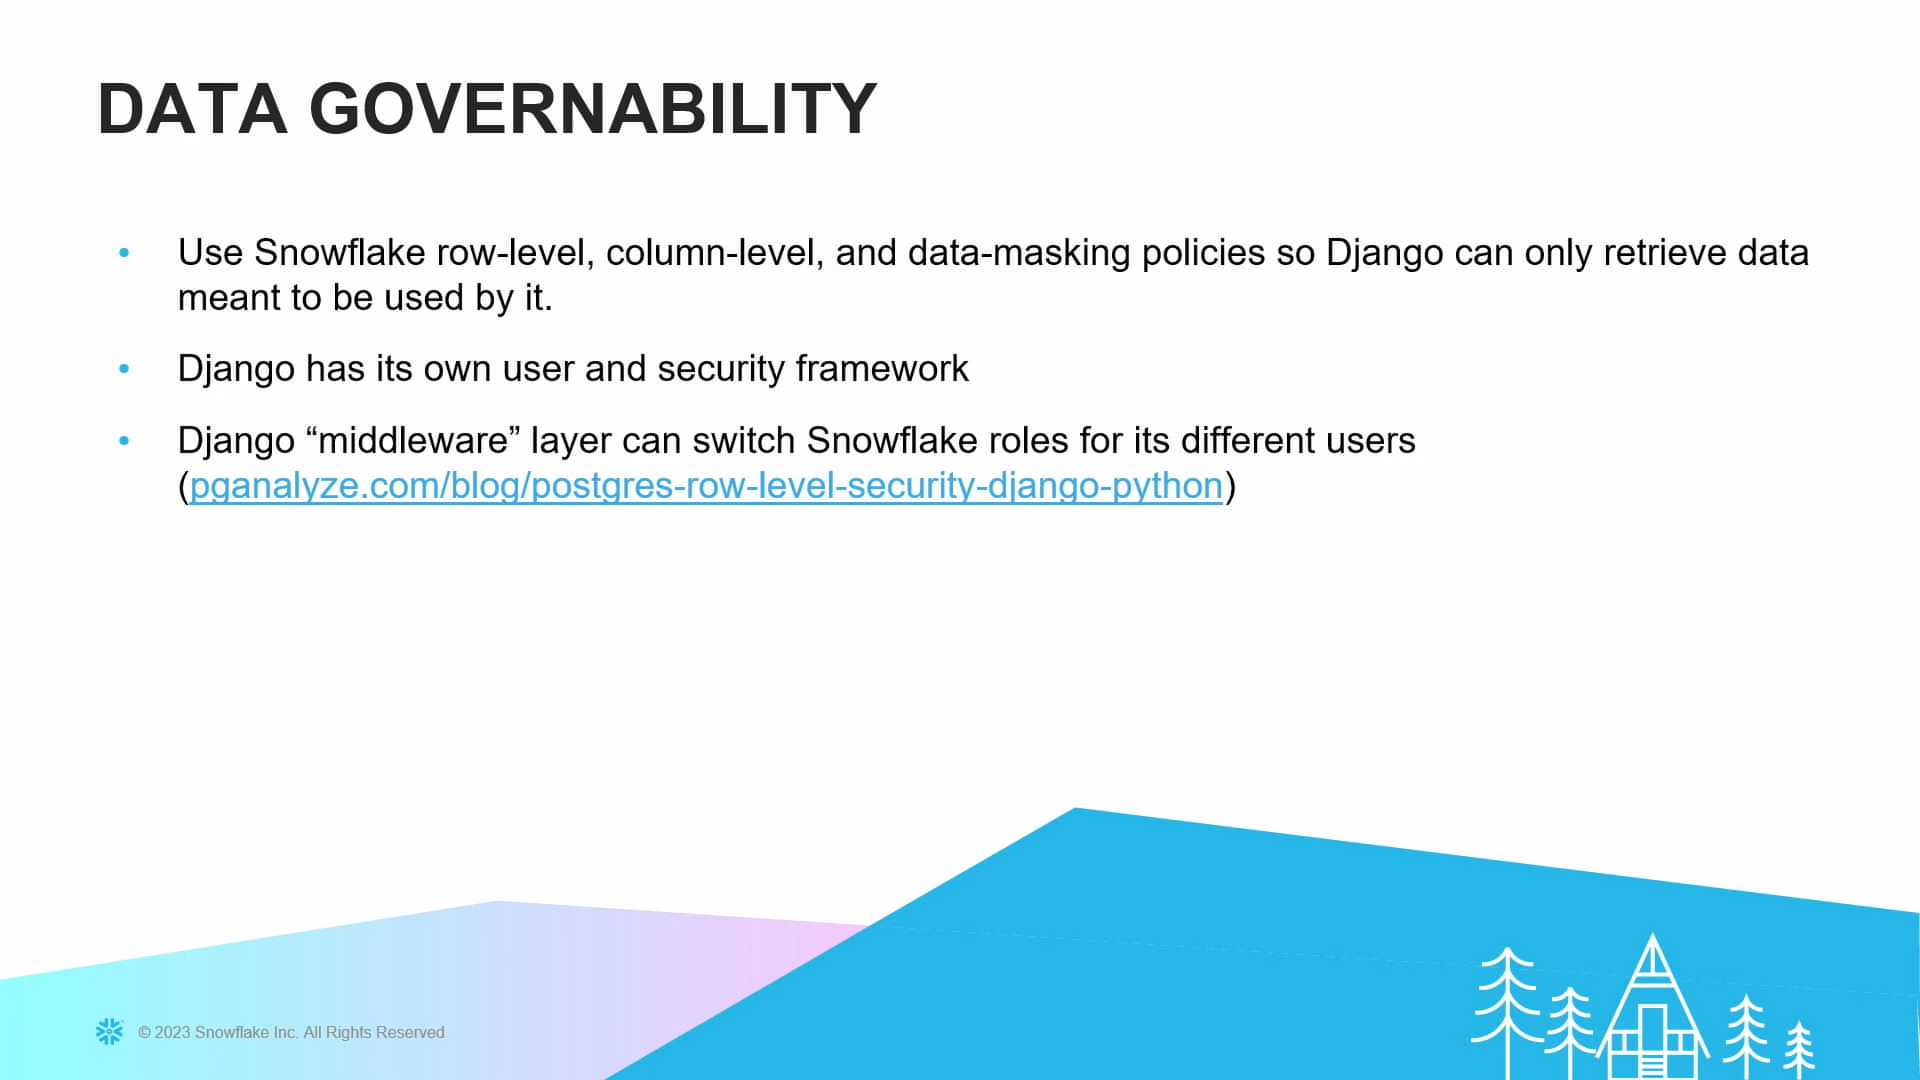 DATA GOVERNABILITY
• Use Snowflake row-level, column-level, and data-masking policies so Django can only retrieve data
meant to be used by it.
• Django has its own user and security framework
• Django “middleware” layer can switch Snowflake roles for its different users
(pganalyze.com/blog/postgres-row-level-security-django-python)
© 2023 Snowflake Inc. All Rights Reserved